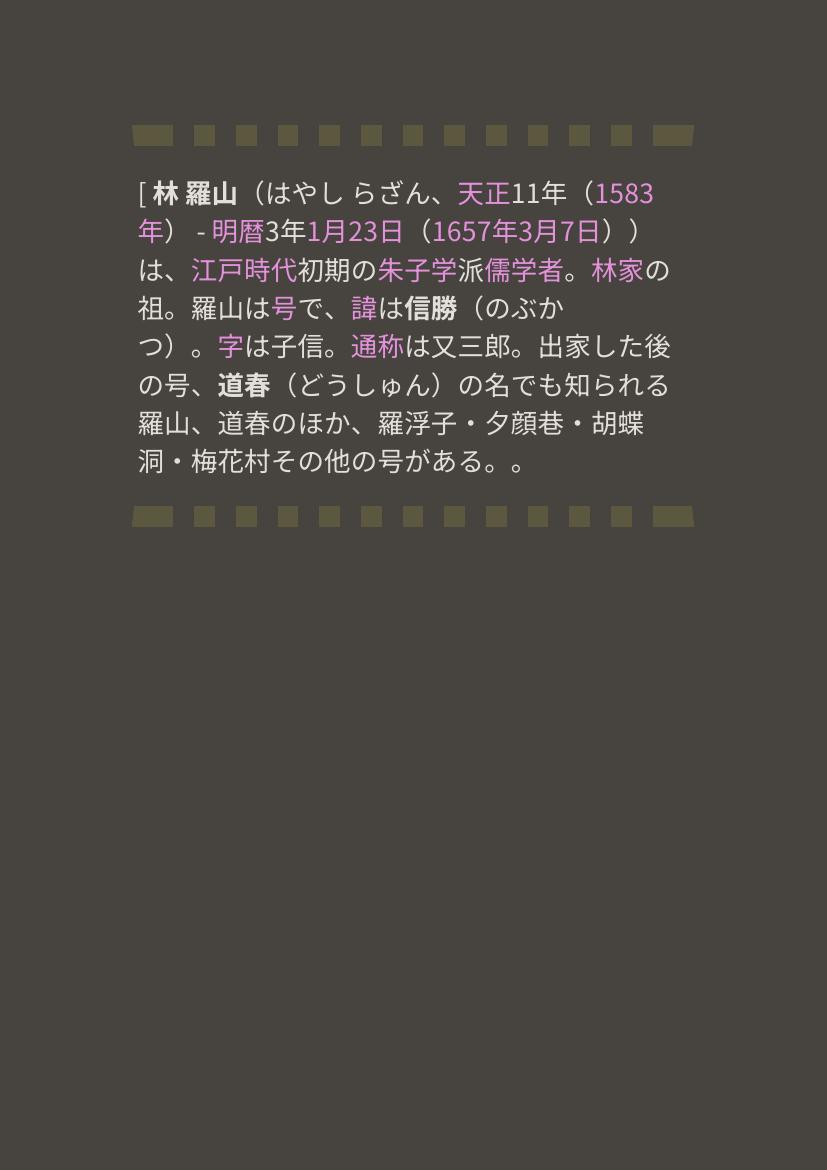 [ 林 羅山（はやし らざん、天正11年（1583
年） - 明暦3年1月23日（1657年3月7日））
は、江戸時代初期の朱子学派儒学者。林家の
祖。羅山は号で、諱は信勝（のぶか
つ）。字は子信。通称は又三郎。出家した後
の号、道春（どうしゅん）の名でも知られる
羅山、道春のほか、羅浮子・夕顔巷・胡蝶
洞・梅花村その他の号がある。。